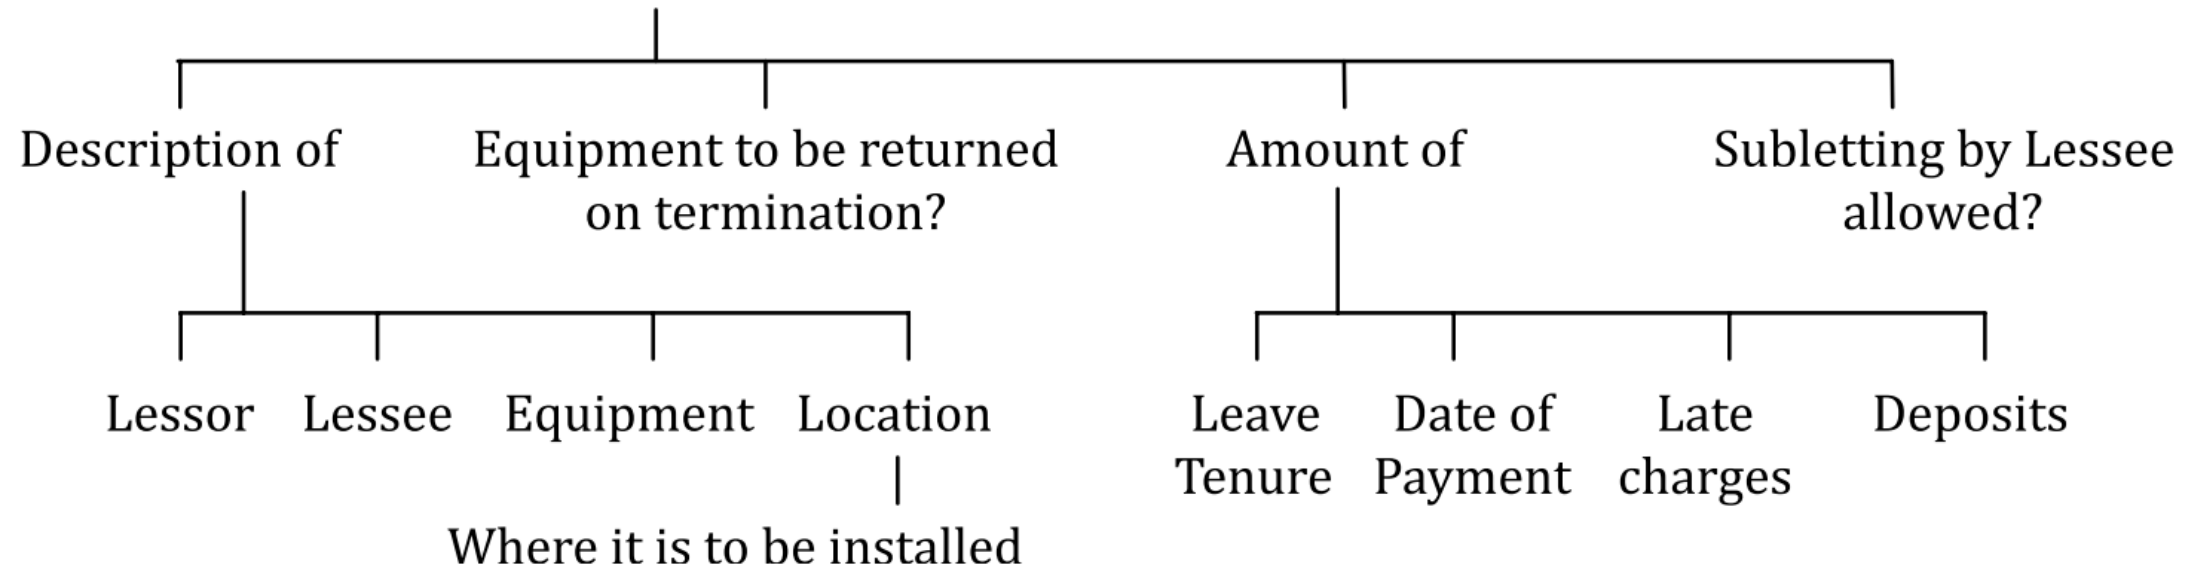 Description of
Equipment to be returned
on termination?
Amount of
Subletting by Lessee
allowed?
Lessor
Lessee
Equipment
Location
Where it is to be installed
Leave
Tenure
Date of
Payment
Late
charges
Deposits